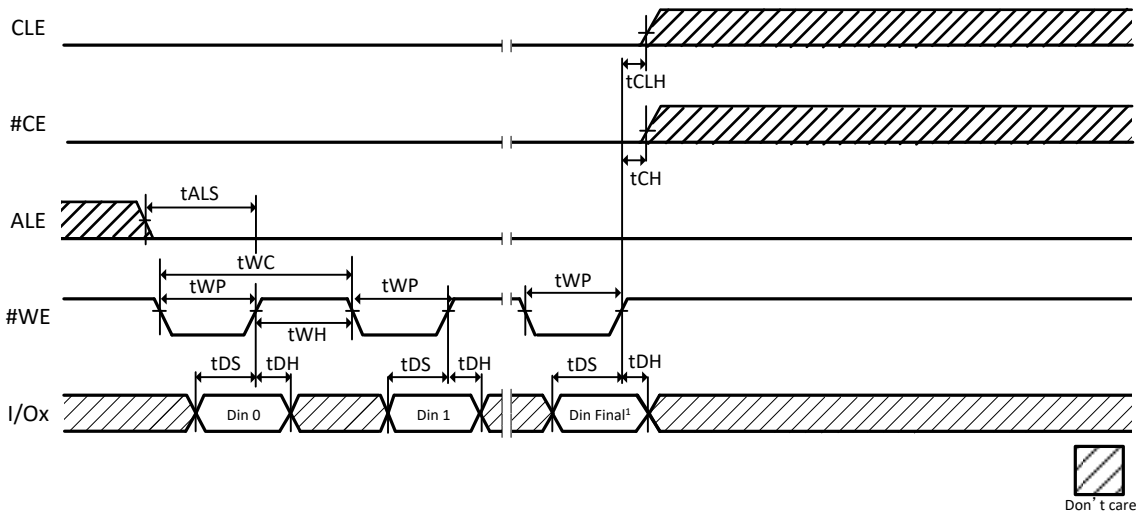 CLE
tCLH
#CE
tCH
tALS
ALE
tWC
tWP
tWP
tWP
#WE
tWH
tDS
tDH
tDS
tDH
tDS
tDH
I/Ox
Din 0
Din 1
Din Final¹
Don't care